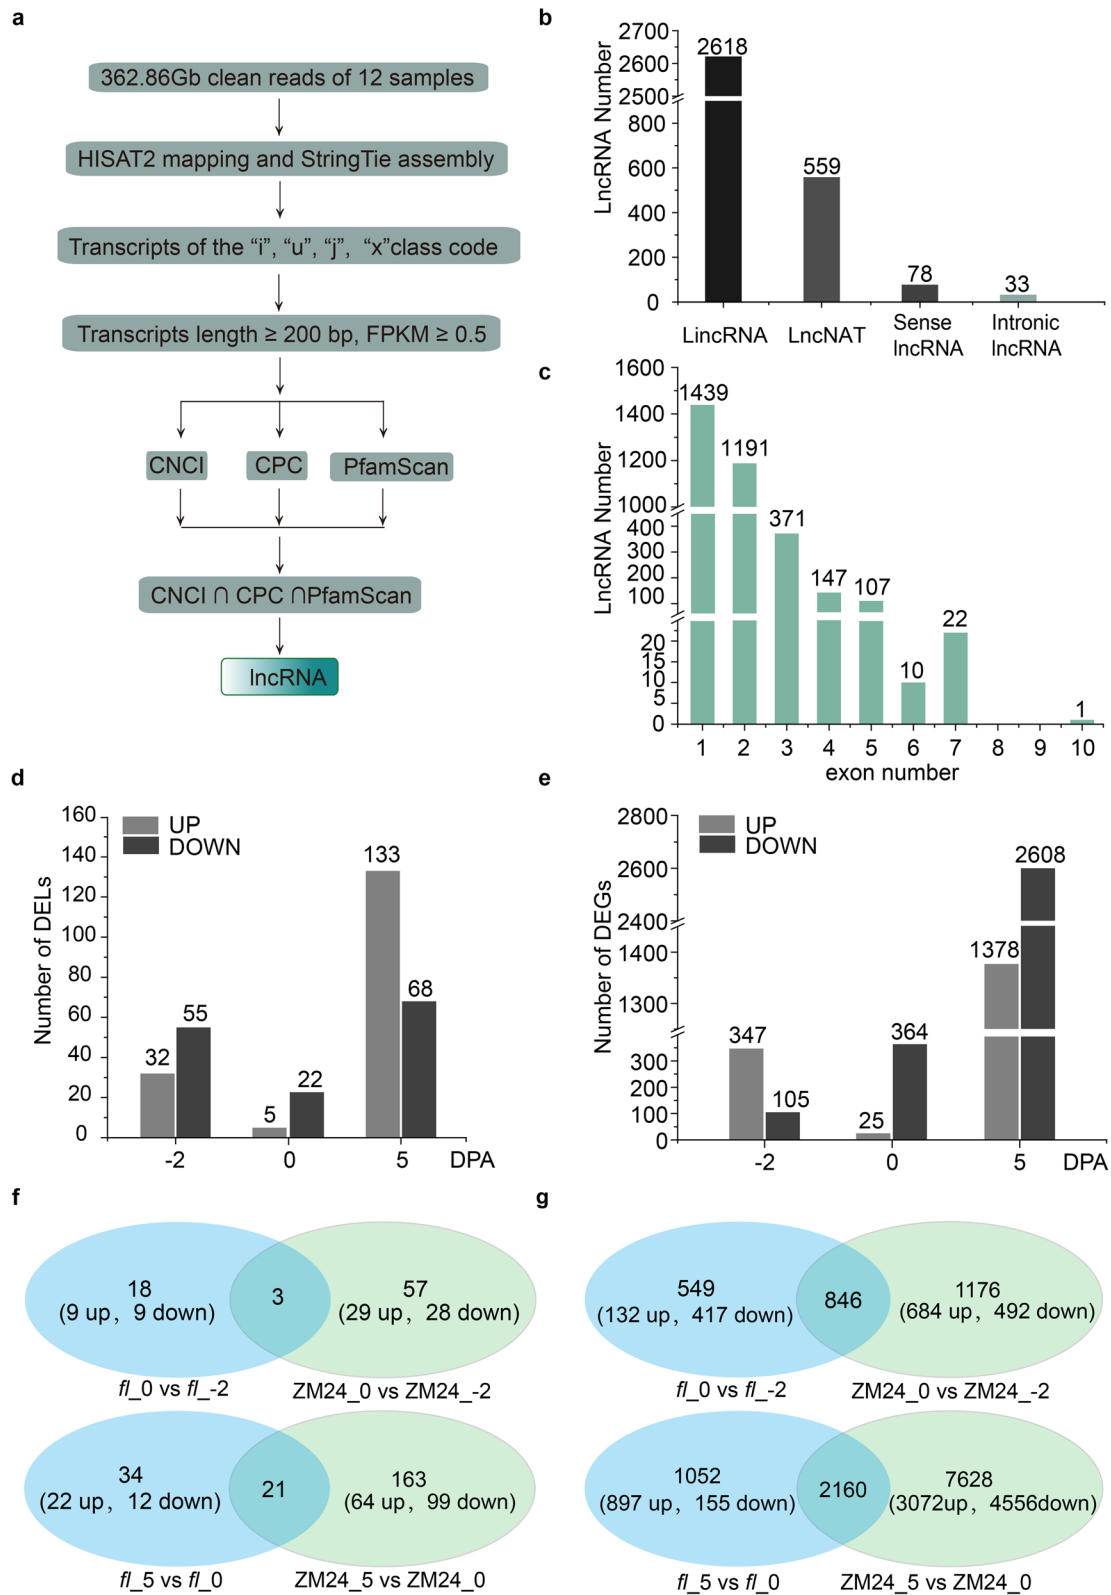 a
362.86Gb clean reads of 12 samples
HISAT2 mapping and StringTie assembly
Transcripts of the “i”, “u”, “j”, “x”class code
Transcripts length ≥ 200 bp, FPKM ≥ 0.5
CNCI
CPC
PfamScan
CNCI ∩ CPC ∩PfamScan
lncRNA
b
LncRNA Number
2700
2600
2500
800
600
400
200
0
2618
559
78
33
LincRNA
LncNAT
Sense
lncRNA
Intronic
lncRNA
c
LncRNA Number
1600
1400
1200
1000
400
300
200
100
20
15
10
5
0
1439
1191
371
147
107
10
22
1
1 2 3 4 5 6 7 8 9 10
exon number
d
Number of DELs
160
140
120
100
80
60
40
20
0
UP
DOWN
32
55
5
22
133
68
-2 0 5 DPA
e
Number of DEGs
2800
2600
2400
1400
1300
300
200
100
0
UP
DOWN
347
105
25
364
1378
2608
-2 0 5 DPA
f
18
(9 up, 9 down)
3
57
(29 up, 28 down)
fl_0 vs fl_-2
ZM24_0 vs ZM24_-2
34
(22 up, 12 down)
21
163
(64 up, 99 down)
fl_5 vs fl_0
ZM24_5 vs ZM24_0
g
549
(132 up, 417 down)
846
1176
(684 up, 492 down)
fl_0 vs fl_-2
ZM24_0 vs ZM24_-2
1052
(897 up, 155 down)
2160
7628
(3072up, 4556down)
fl_5 vs fl_0
ZM24_5 vs ZM24_0